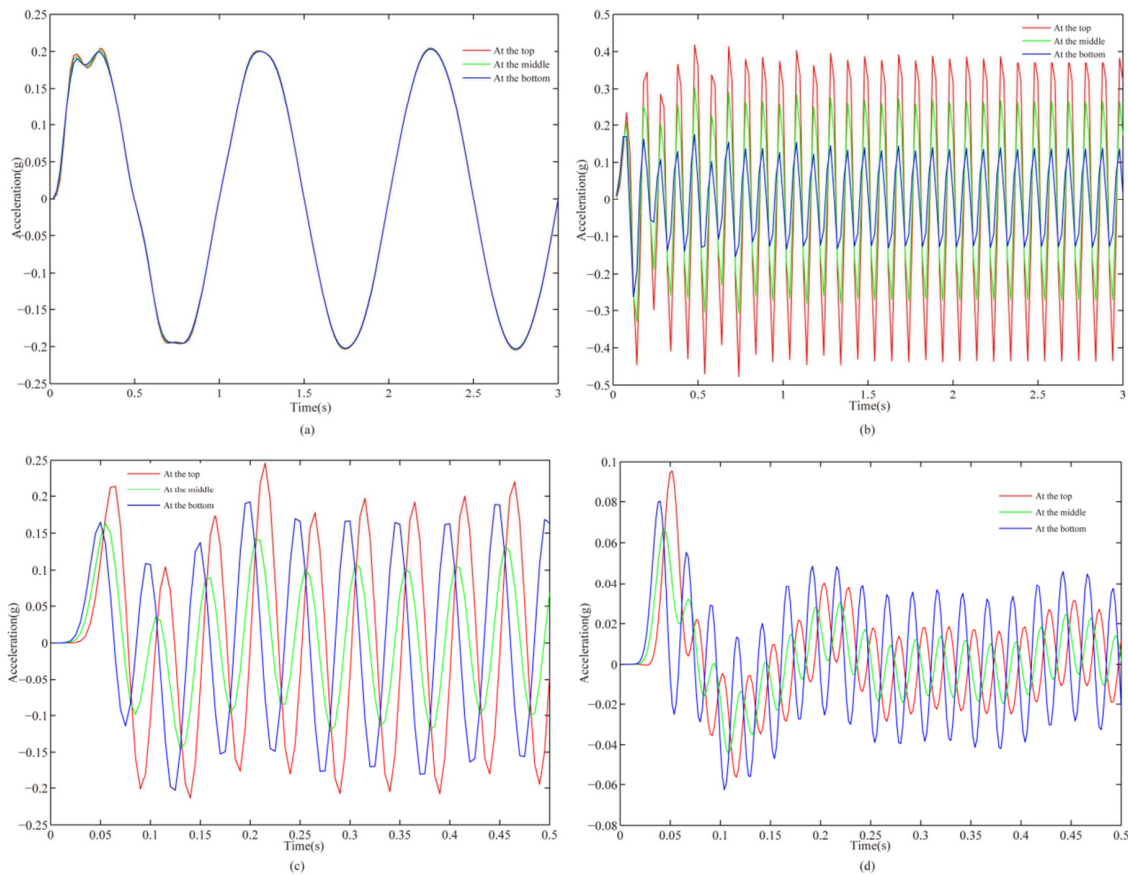 0.25
0.2
0.15
0.1
0.05
0
−0.05
−0.1
−0.15
−0.2
−0.25
Acceleration(g)
At the top
At the middle
At the bottom
0 0.5 1 1.5 2 2.5 3
Time(s)
(a)
0.5
0.4
0.3
0.2
0.1
0
−0.1
−0.2
−0.3
−0.4
−0.5
Acceleration(g)
At the top
At the middle
At the bottom
0 0.5 1 1.5 2 2.5 3
Time(s)
(b)
0.25
0.2
0.15
0.1
0.05
0
−0.05
−0.1
−0.15
−0.2
−0.25
Acceleration(g)
At the top
At the middle
At the bottom
0 0.05 0.1 0.15 0.2 0.25 0.3 0.35 0.4 0.45 0.5
Time(s)
(c)
0.1
0.08
0.06
0.04
0.02
0
−0.02
−0.04
−0.06
−0.08
Acceleration(g)
At the top
At the middle
At the bottom
0 0.05 0.1 0.15 0.2 0.25 0.3 0.35 0.4 0.45 0.5
Time(s)
(d)